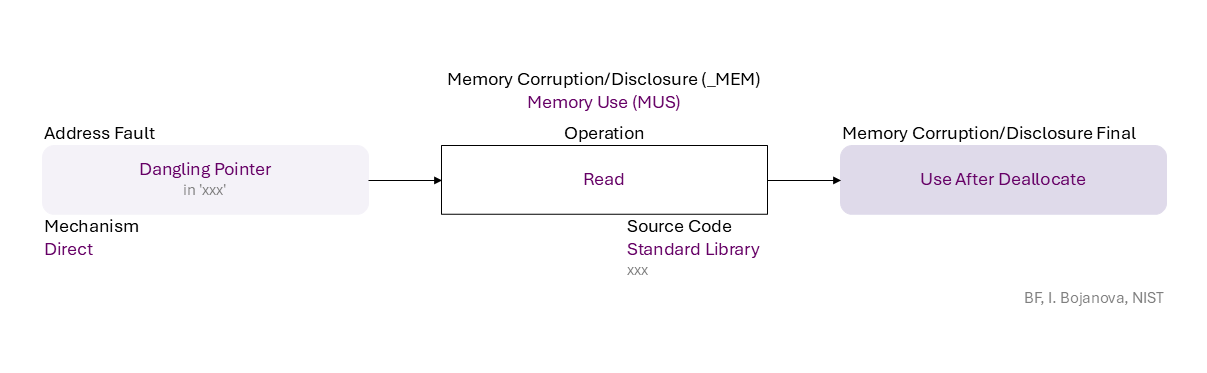 Memory Corruption/Disclosure (_MEM)
Memory Use (MUS)
Address Fault
Operation
Memory Corruption/Disclosure Final
Dangling Pointer
in 'xxx'
Read
Use After Deallocate
Mechanism
Direct
Source Code
Standard Library
xxx
BF, I. Bojanova, NIST